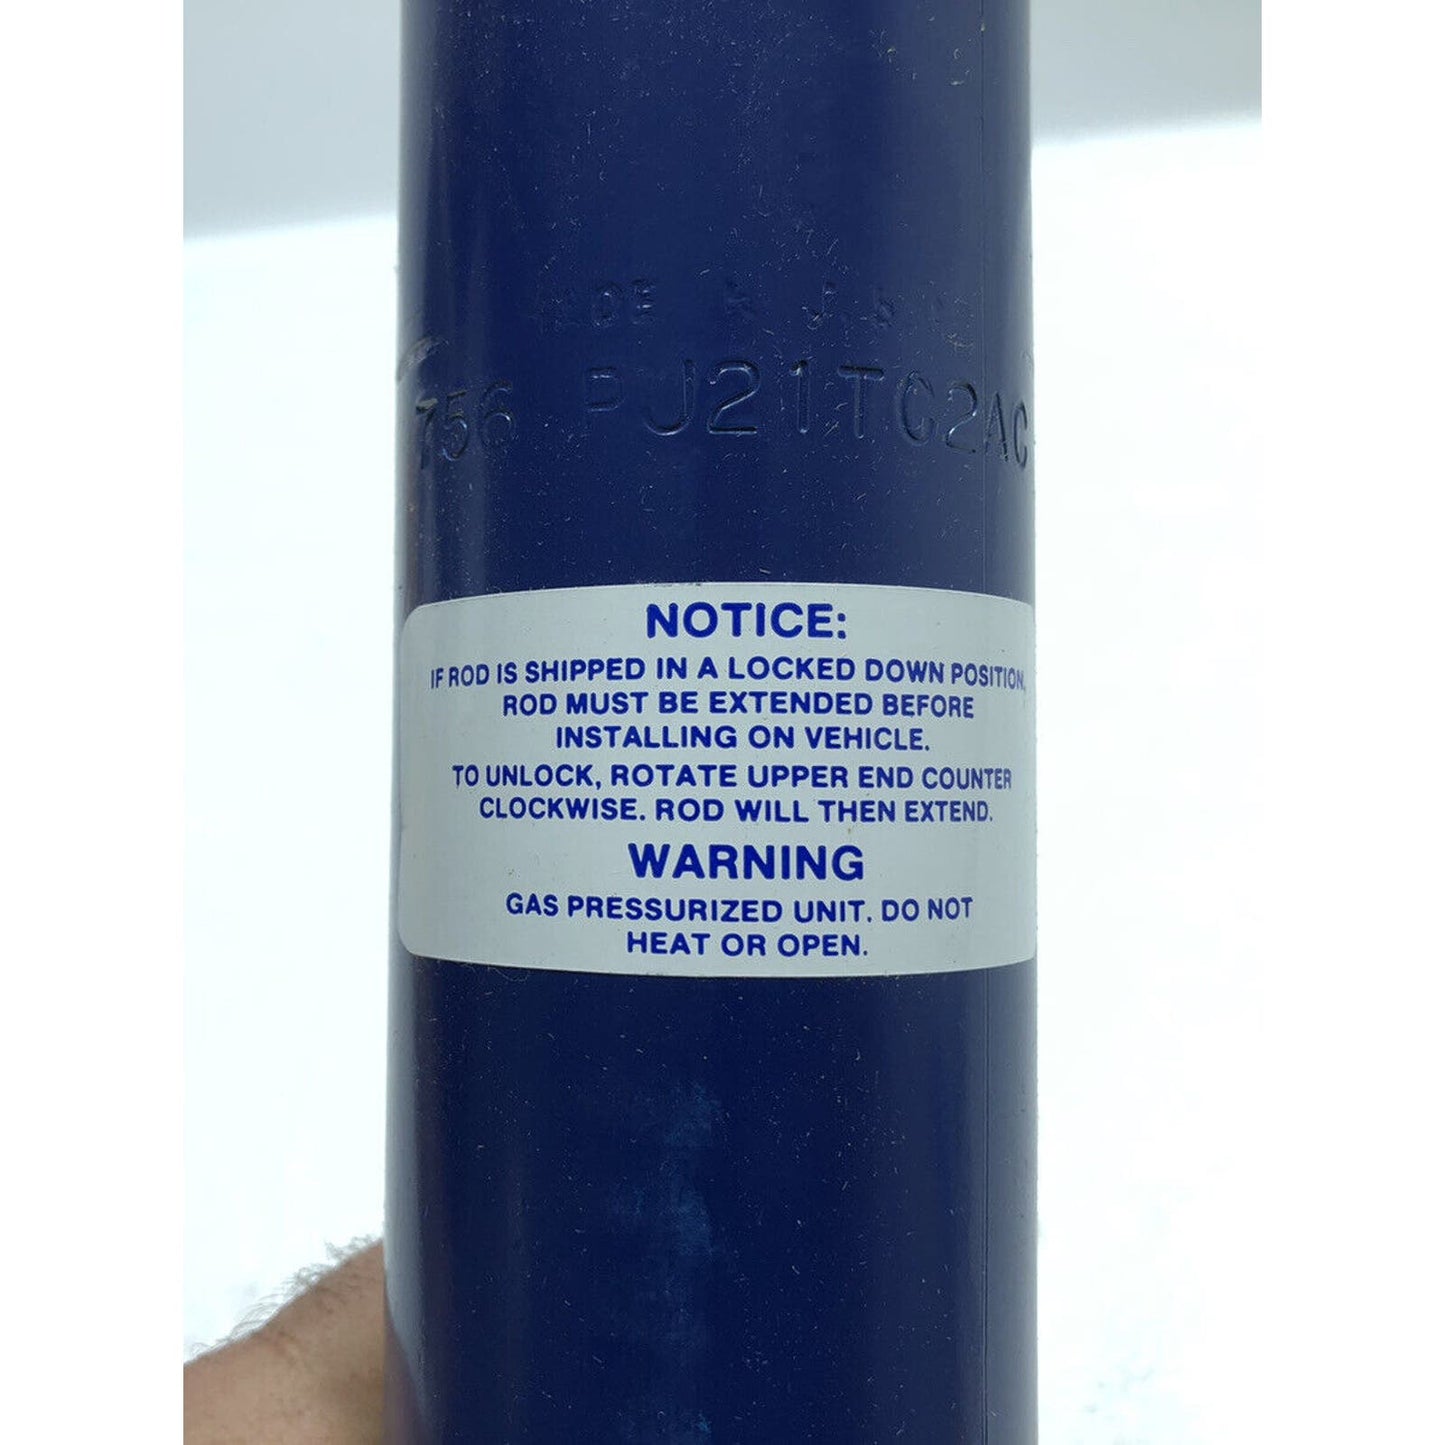 756 PJ21TC2AC
NOTICE:
IF ROD IS SHIPPED IN A LOCKED DOWN POSITION,
ROD MUST BE EXTENDED BEFORE
INSTALLING ON VEHICLE.
TO UNLOCK, ROTATE UPPER END COUNTER
CLOCKWISE. ROD WILL THEN EXTEND.
WARNING
GAS PRESSURIZED UNIT. DO NOT
HEAT OR OPEN.